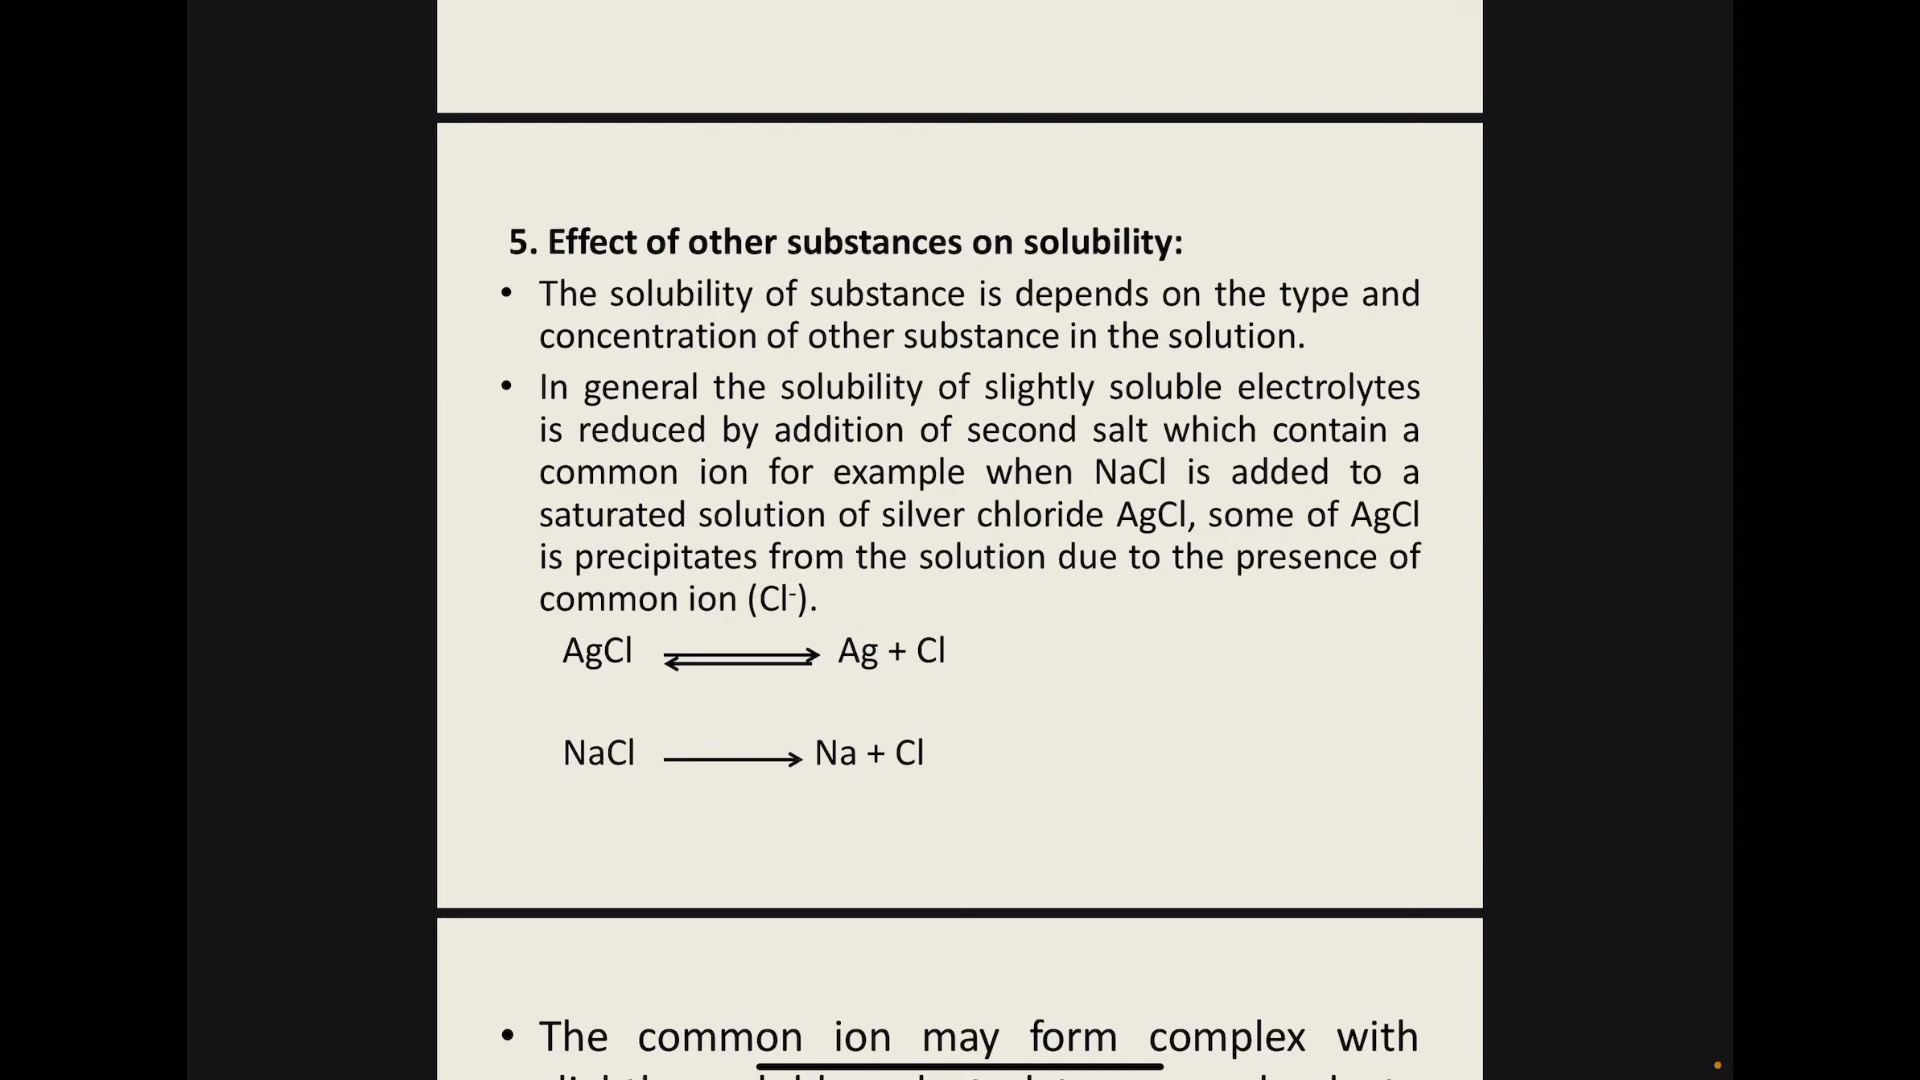 5. Effect of other substances on solubility:
• The solubility of substance is depends on the type and
concentration of other substance in the solution.
• In general the solubility of slightly soluble electrolytes
is reduced by addition of second salt which contain a
common ion for example when NaCl is added to a
saturated solution of silver chloride AgCl, some of AgCl
is precipitates from the solution due to the presence of
common ion (Cl⁻).
AgCl ⇌ Ag + Cl
NaCl → Na + Cl
• The common ion may form complex with